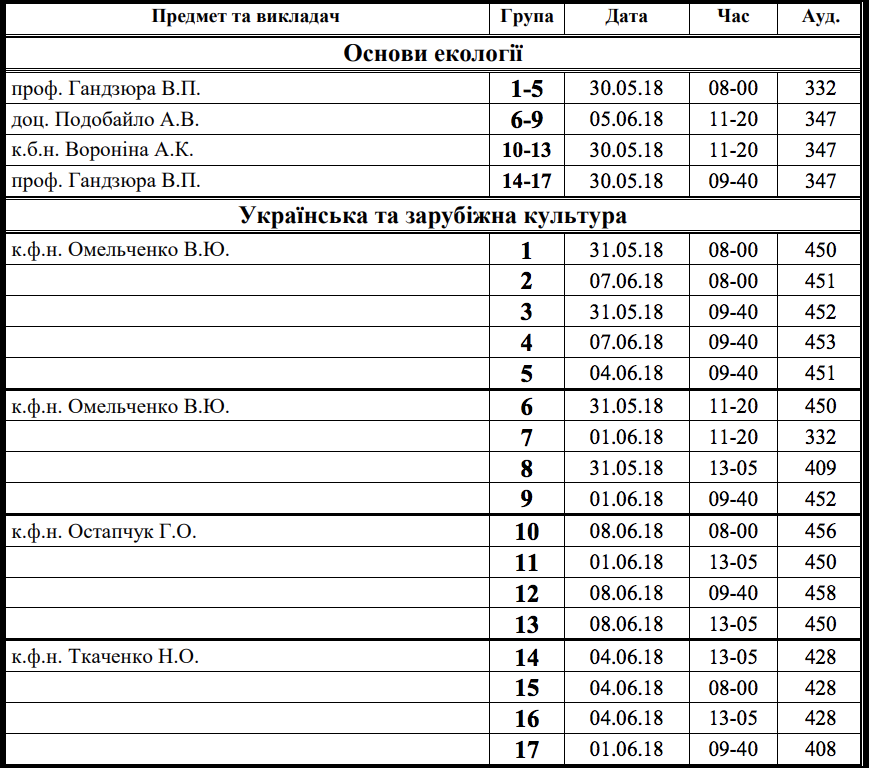 Предмет та викладач Група Дата Час Ауд.
Основи екології
проф. Гандзюра В.П. 1-5 30.05.18 08-00 332
доц. Подобайло А.В. 6-9 05.06.18 11-20 347
к.б.н. Вороніна А.К. 10-13 30.05.18 11-20 347
проф. Гандзюра В.П. 14-17 30.05.18 09-40 347
Українська та зарубіжна культура
к.ф.н. Омельченко В.Ю. 1 31.05.18 08-00 450
2 07.06.18 08-00 451
3 31.05.18 09-40 452
4 07.06.18 09-40 453
5 04.06.18 09-40 451
к.ф.н. Омельченко В.Ю. 6 31.05.18 11-20 450
7 01.06.18 11-20 332
8 31.05.18 13-05 409
9 01.06.18 09-40 452
к.ф.н. Остапчук Г.О. 10 08.06.18 08-00 456
11 01.06.18 13-05 450
12 08.06.18 09-40 458
13 08.06.18 13-05 450
к.ф.н. Ткаченко Н.О. 14 04.06.18 13-05 428
15 04.06.18 08-00 428
16 04.06.18 13-05 428
17 01.06.18 09-40 408